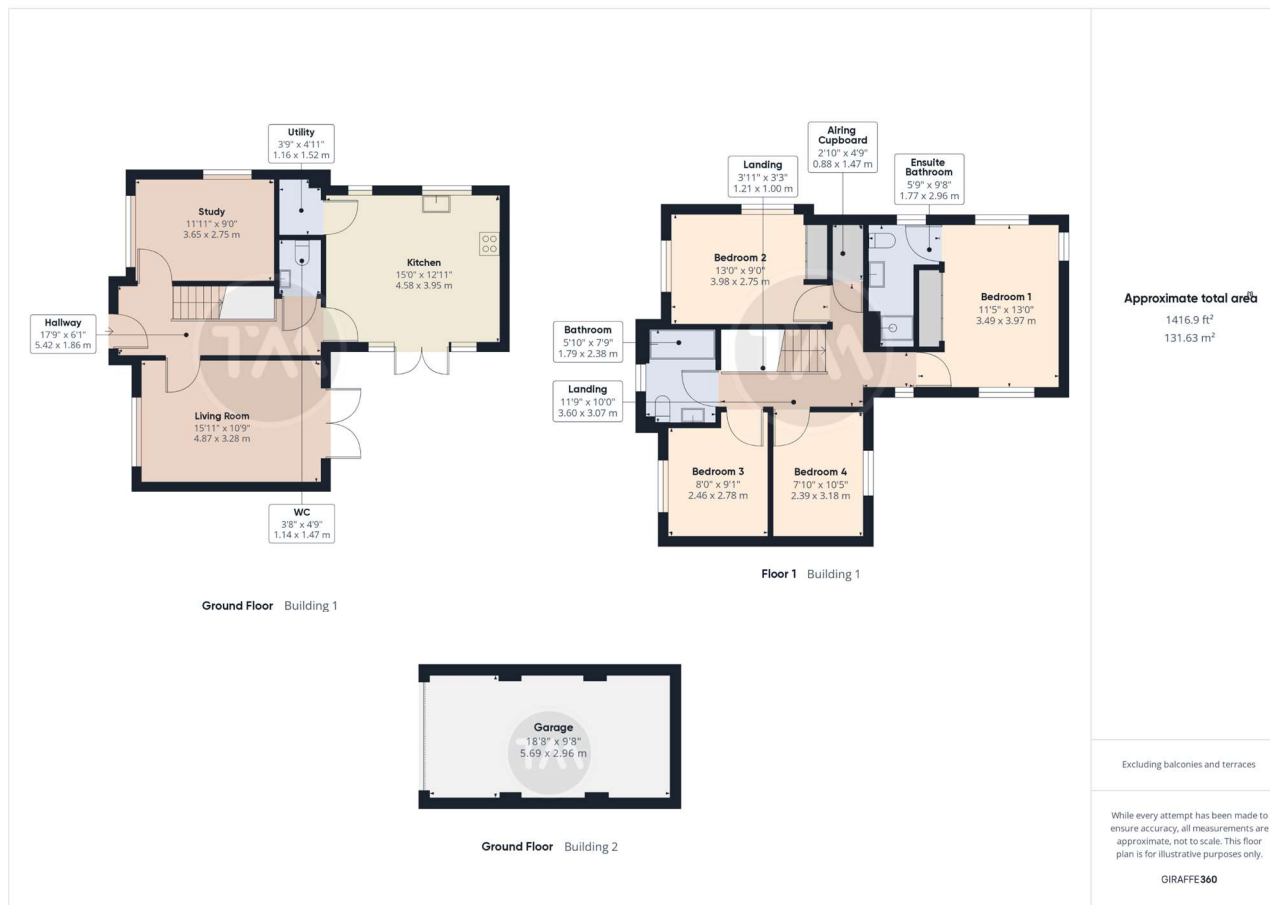 Utility
3'9" x 4'11"
1.16 x 1.52 m
Study
11'11" x 9'0"
3.65 x 2.75 m
Kitchen
15'0" x 12'11"
4.58 x 3.95 m
Hallway
17'9" x 6'1"
5.42 x 1.86 m
Living Room
15'11" x 10'9"
4.87 x 3.28 m
WC
3'8" x 4'9"
1.14 x 1.47 m
Ground Floor Building 1
Airing
Cupboard
2'10" x 4'9"
0.88 x 1.47 m
Landing
3'11" x 3'3"
1.21 x 1.00 m
Ensuite
Bathroom
5'9" x 9'8"
1.77 x 2.96 m
Bedroom 2
13'0" x 9'0"
3.98 x 2.75 m
Bedroom 1
11'5" x 13'0"
3.49 x 3.97 m
Bathroom
5'10" x 7'9"
1.79 x 2.38 m
Landing
11'9" x 10'0"
3.60 x 3.07 m
Bedroom 3
8'0" x 9'1"
2.46 x 2.78 m
Bedroom 4
7'10" x 10'5"
2.39 x 3.18 m
Floor 1 Building 1
Garage
18'8" x 9'8"
5.69 x 2.96 m
Ground Floor Building 2
Approximate total area
1416.9 ft²
131.63 m²
Excluding balconies and terraces
While every attempt has been made to
ensure accuracy, all measurements are
approximate, not to scale. This floor
plan is for illustrative purposes only.
GIRAFFE360